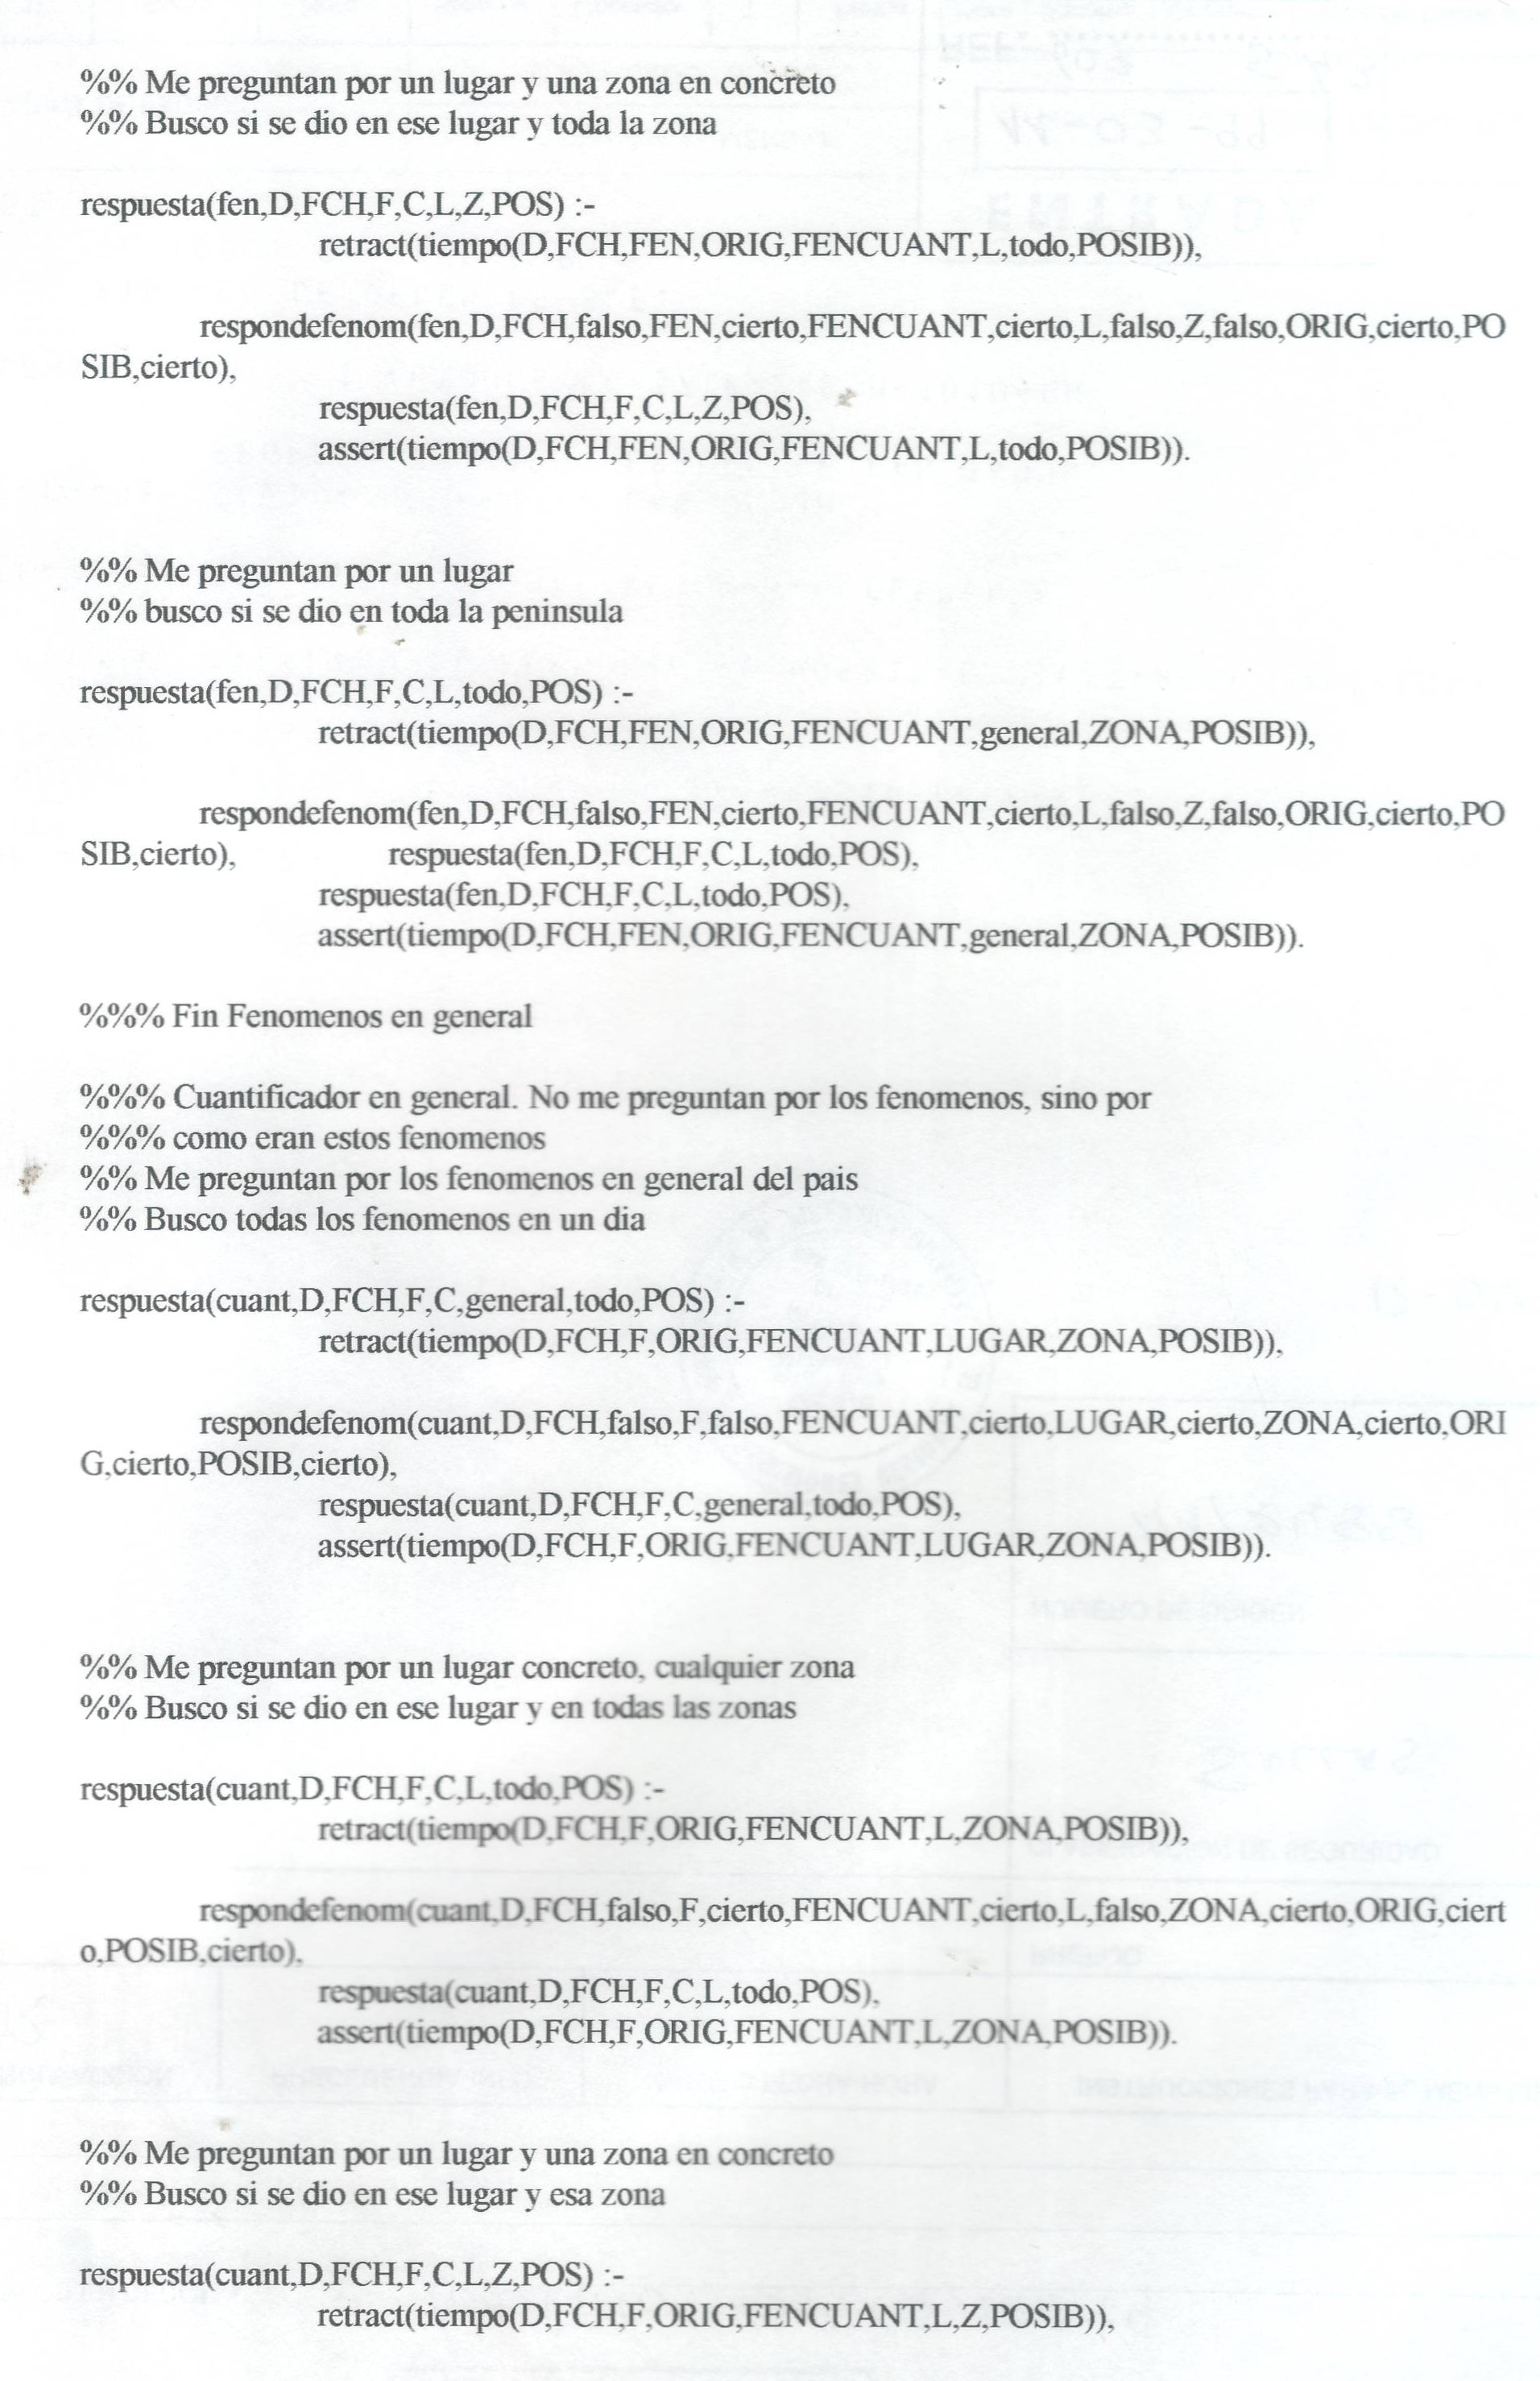 %% Me preguntan por un lugar y una zona en concreto
%% Busco si se dio en ese lugar y toda la zona
respuesta(fen,D,FCH,F,C,L,Z,POS) :-
retract(tiempo(D,FCH,FEN,ORIG,FENCUANT,L,todo,POSIB)),
respondefenom(fen,D,FCH,falso,FEN,cierto,FENCUANT,cierto,L,falso,Z,falso,ORIG,cierto,PO
SIB,cierto),
respuesta(fen,D,FCH,F,C,L,Z,POS),
assert(tiempo(D,FCH,FEN,ORIG,FENCUANT,L,todo,POSIB)).
%% Me preguntan por un lugar
%% busco si se dio en toda la peninsula
respuesta(fen,D,FCH,F,C,L,todo,POS) :-
retract(tiempo(D,FCH,FEN,ORIG,FENCUANT,general,ZONA,POSIB)),
respondefenom(fen,D,FCH,falso,FEN,cierto,FENCUANT,cierto,L,falso,Z,falso,ORIG,cierto,PO
SIB,cierto), respuesta(fen,D,FCH,F,C,L,todo,POS),
respuesta(fen,D,FCH,F,C,L,todo,POS),
assert(tiempo(D,FCH,FEN,ORIG,FENCUANT,general,ZONA,POSIB)).
%%% Fin Fenomenos en general
%%% Cuantificador en general. No me preguntan por los fenomenos, sino por
%%% como eran estos fenomenos
%% Me preguntan por los fenomenos en general del pais
%% Busco todas los fenomenos en un dia
respuesta(cuant,D,FCH,F,C,general,todo,POS) :-
retract(tiempo(D,FCH,F,ORIG,FENCUANT,LUGAR,ZONA,POSIB)),
respondefenom(cuant,D,FCH,falso,F,falso,FENCUANT,cierto,LUGAR,cierto,ZONA,cierto,ORI
G,cierto,POSIB,cierto),
respuesta(cuant,D,FCH,F,C,general,todo,POS),
assert(tiempo(D,FCH,F,ORIG,FENCUANT,LUGAR,ZONA,POSIB)).
%% Me preguntan por un lugar concreto, cualquier zona
%% Busco si se dio en ese lugar y en todas las zonas
respuesta(cuant,D,FCH,F,C,L,todo,POS) :-
retract(tiempo(D,FCH,F,ORIG,FENCUANT,L,ZONA,POSIB)),
respondefenom(cuant,D,FCH,falso,F,cierto,FENCUANT,cierto,L,falso,ZONA,cierto,ORIG,ciert
o,POSIB,cierto),
respuesta(cuant,D,FCH,F,C,L,todo,POS),
assert(tiempo(D,FCH,F,ORIG,FENCUANT,L,ZONA,POSIB)).
%% Me preguntan por un lugar y una zona en concreto
%% Busco si se dio en ese lugar y esa zona
respuesta(cuant,D,FCH,F,C,L,Z,POS) :-
retract(tiempo(D,FCH,F,ORIG,FENCUANT,L,Z,POSIB)),